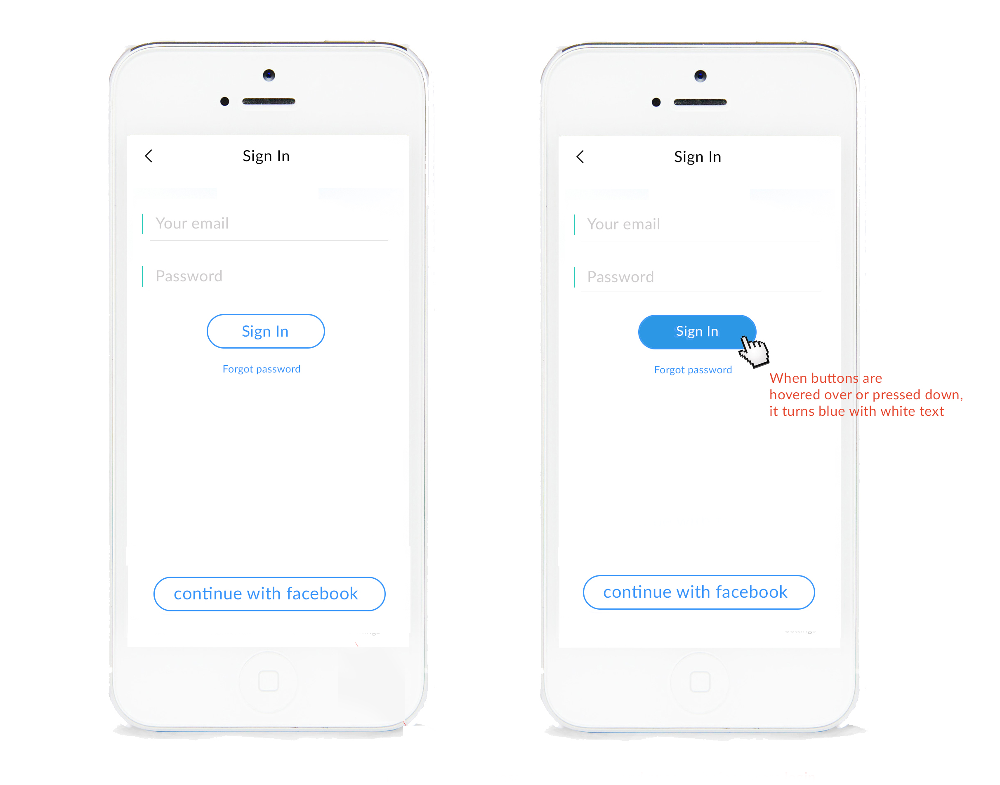 Sign In
Your email
Password
Sign In
Forgot password
continue with facebook
Sign In
Your email
Password
Sign In
Forgot password
When buttons are
hovered over or pressed down,
it turns blue with white text
continue with facebook